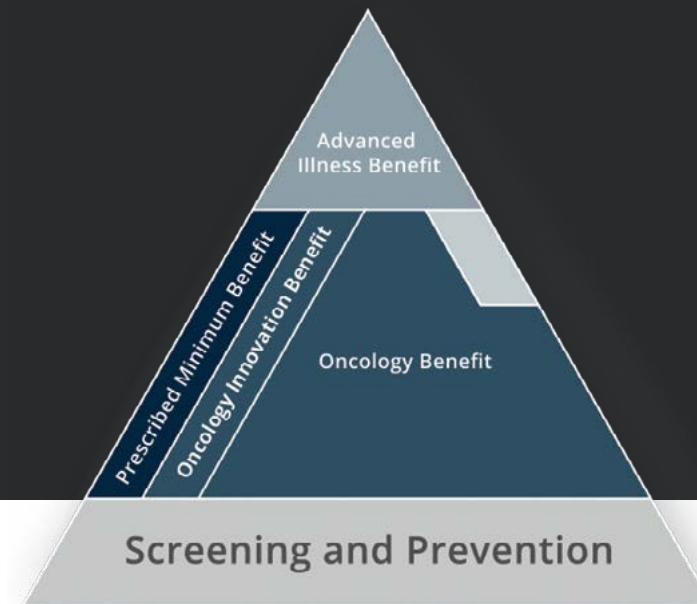 Advanced
Illness Benefit
Prescribed Minimum Benefit
Oncology Innovation Benefit
Oncology Benefit
Screening and Prevention